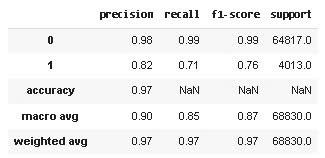 precision recall f1-score support
0 0.98 0.99 0.99 64817.0
1 0.82 0.71 0.76 4013.0
accuracy 0.97 NaN NaN NaN
macro avg 0.90 0.85 0.87 68830.0
weighted avg 0.97 0.97 0.97 68830.0